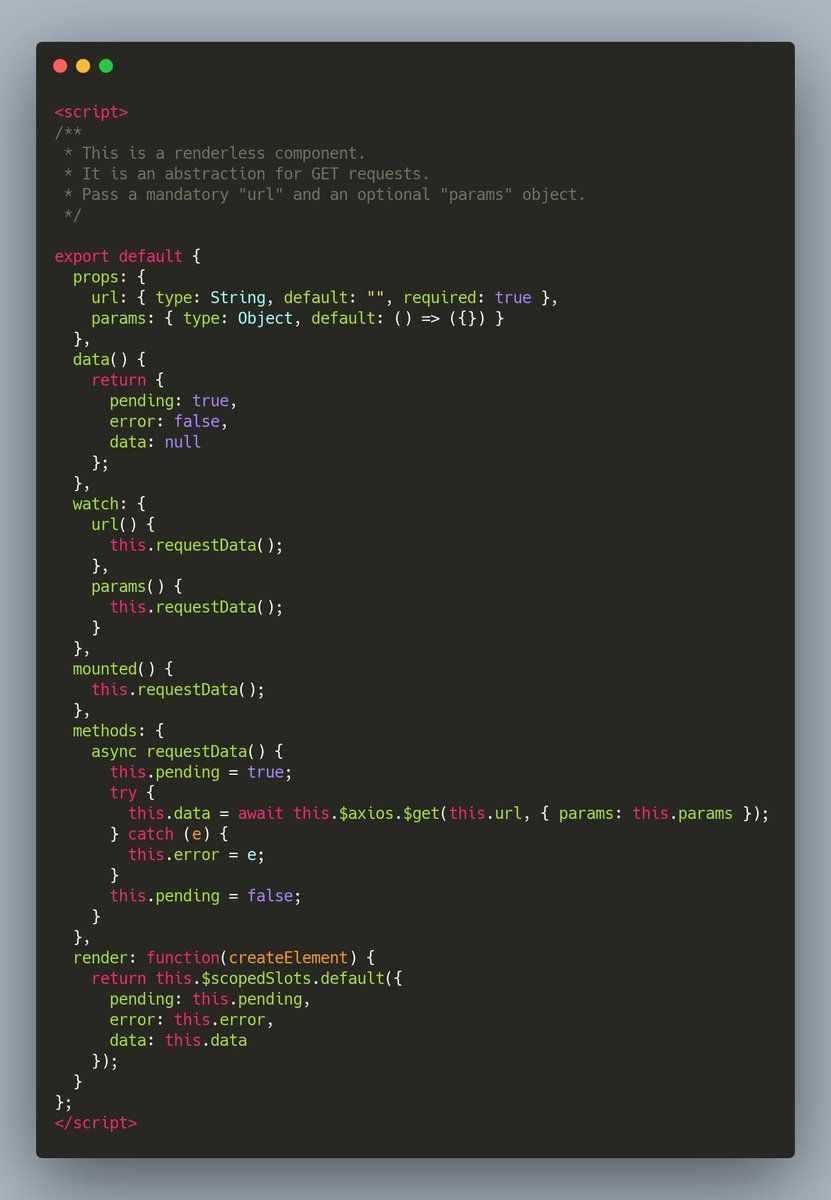 <script>
/**
 * This is a renderless component.
 * It is an abstraction for GET requests.
 * Pass a mandatory "url" and an optional "params" object.
 */

export default {
  props: {
    url: { type: String, default: "", required: true },
    params: { type: Object, default: () => ({}) }
  },
  data() {
    return {
      pending: true,
      error: false,
      data: null
    };
  },
  watch: {
    url() {
      this.requestData();
    },
    params() {
      this.requestData();
    }
  },
  mounted() {
    this.requestData();
  },
  methods: {
    async requestData() {
      this.pending = true;
      try {
        this.data = await this.$axios.$get(this.url, { params: this.params });
      } catch (e) {
        this.error = e;
      }
      this.pending = false;
    }
  },
  render: function(createElement) {
    return this.$scopedSlots.default({
      pending: this.pending,
      error: this.error,
      data: this.data
    });
  }
};
</script>